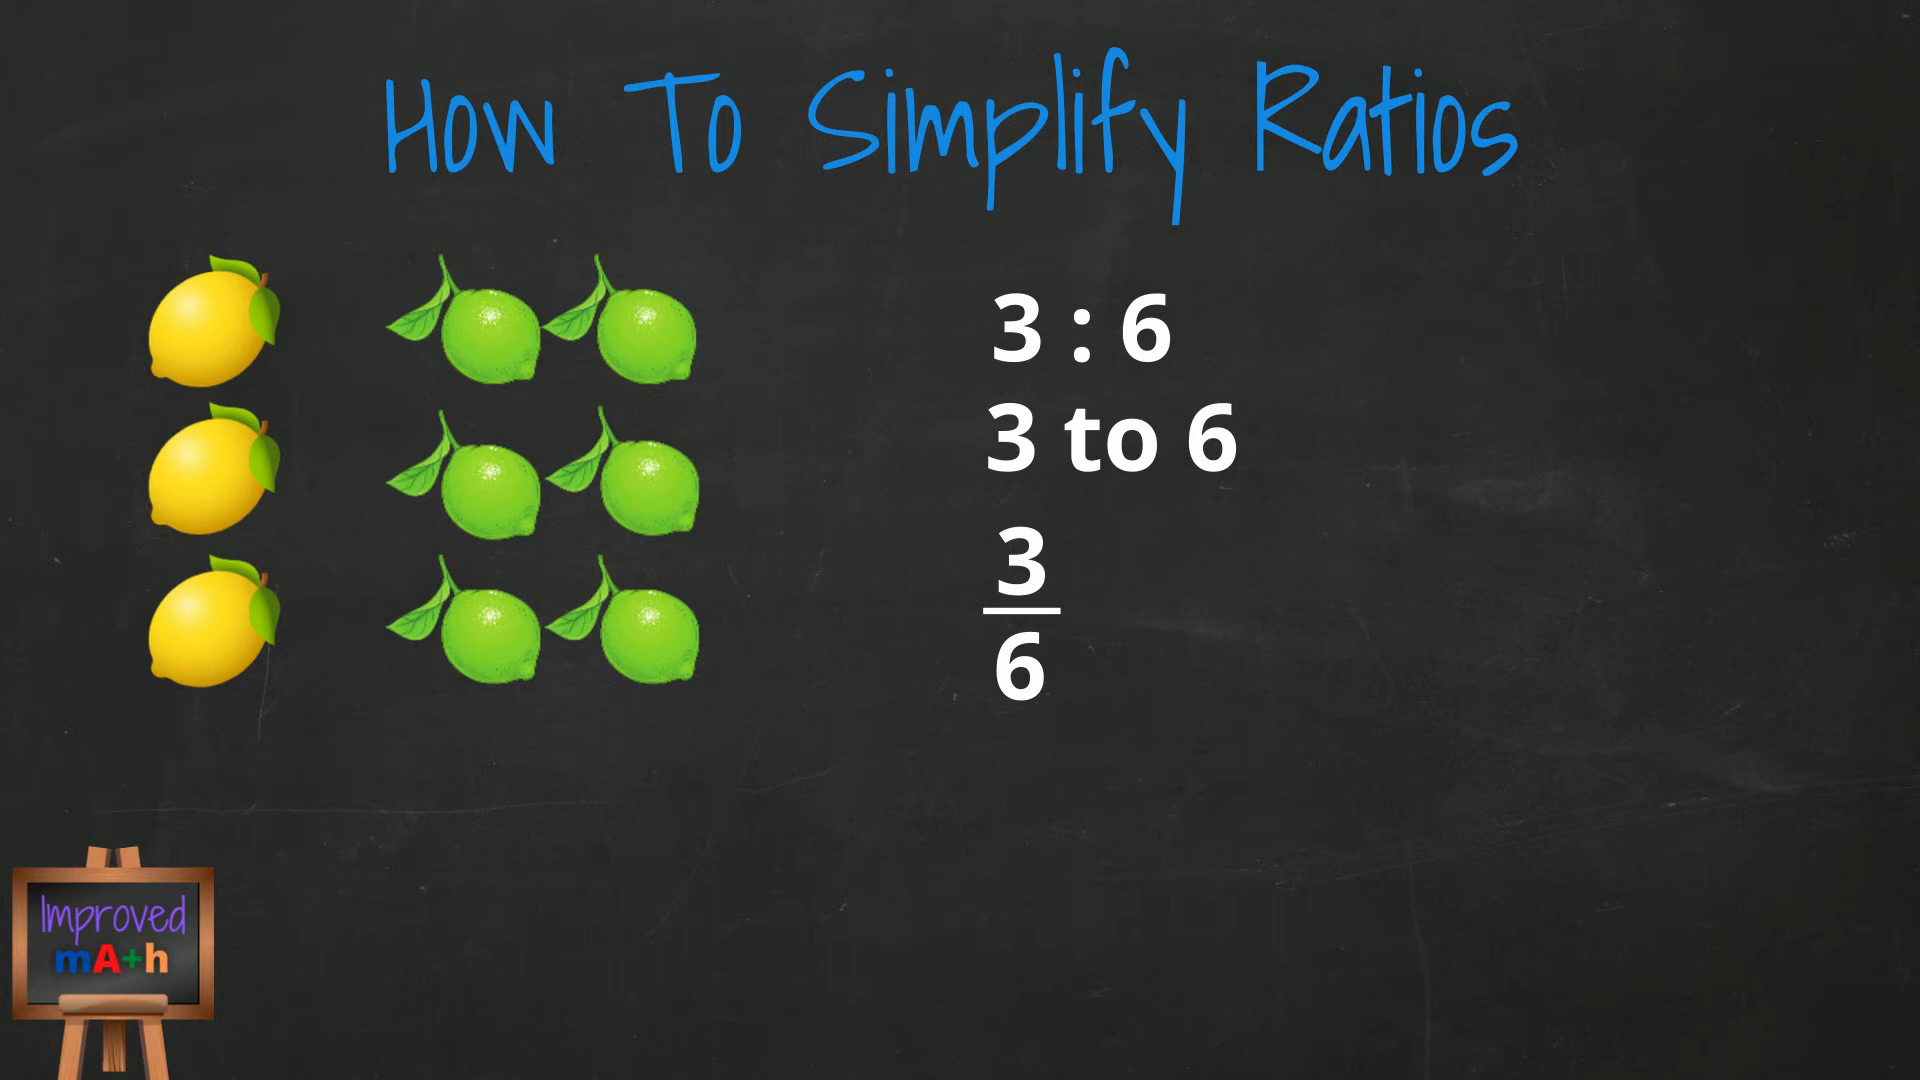 How To Simplify Ratios
3 : 6
3 to 6
3
6
Improved
mA+h